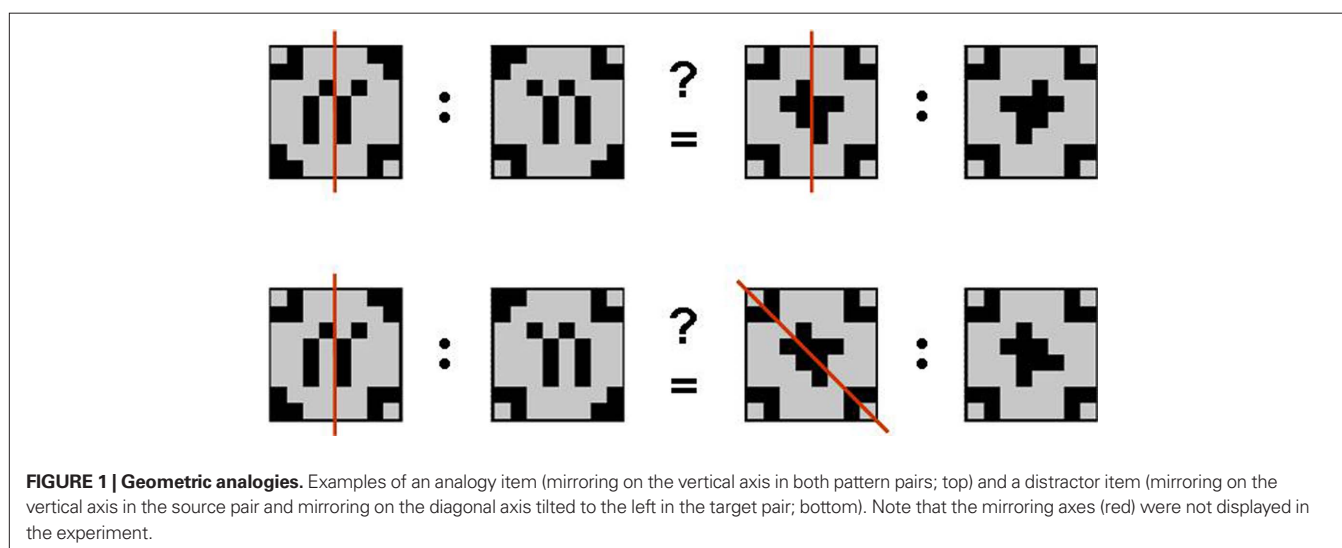 : ? = :
: ? = :
FIGURE 1 | Geometric analogies. Examples of an analogy item (mirroring on the vertical axis in both pattern pairs; top) and a distractor item (mirroring on the
vertical axis in the source pair and mirroring on the diagonal axis tilted to the left in the target pair; bottom). Note that the mirroring axes (red) were not displayed in
the experiment.